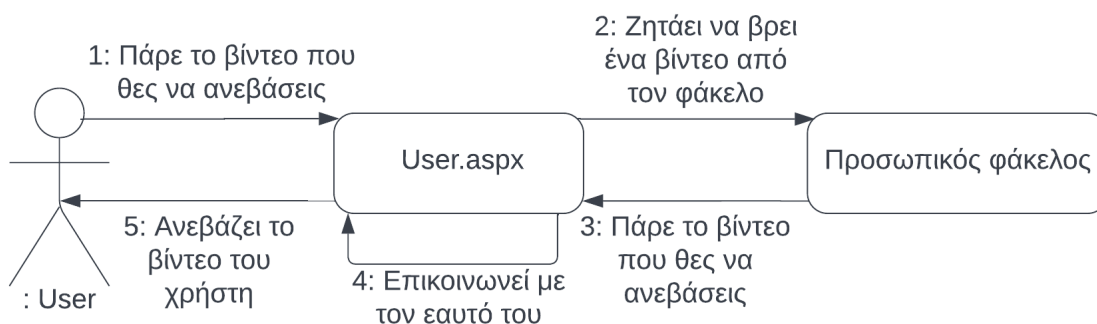 1: Πάρε το βίντεο που
θες να ανεβάσεις
2: Ζητάει να βρει
ένα βίντεο από
τον φάκελο
User.aspx
Προσωπικός φάκελος
5: Ανεβάζει το
βίντεο του
χρήστη
3: Πάρε το βίντεο
που θες να
ανεβάσεις
4: Επικοινωνεί με
τον εαυτό του
: User